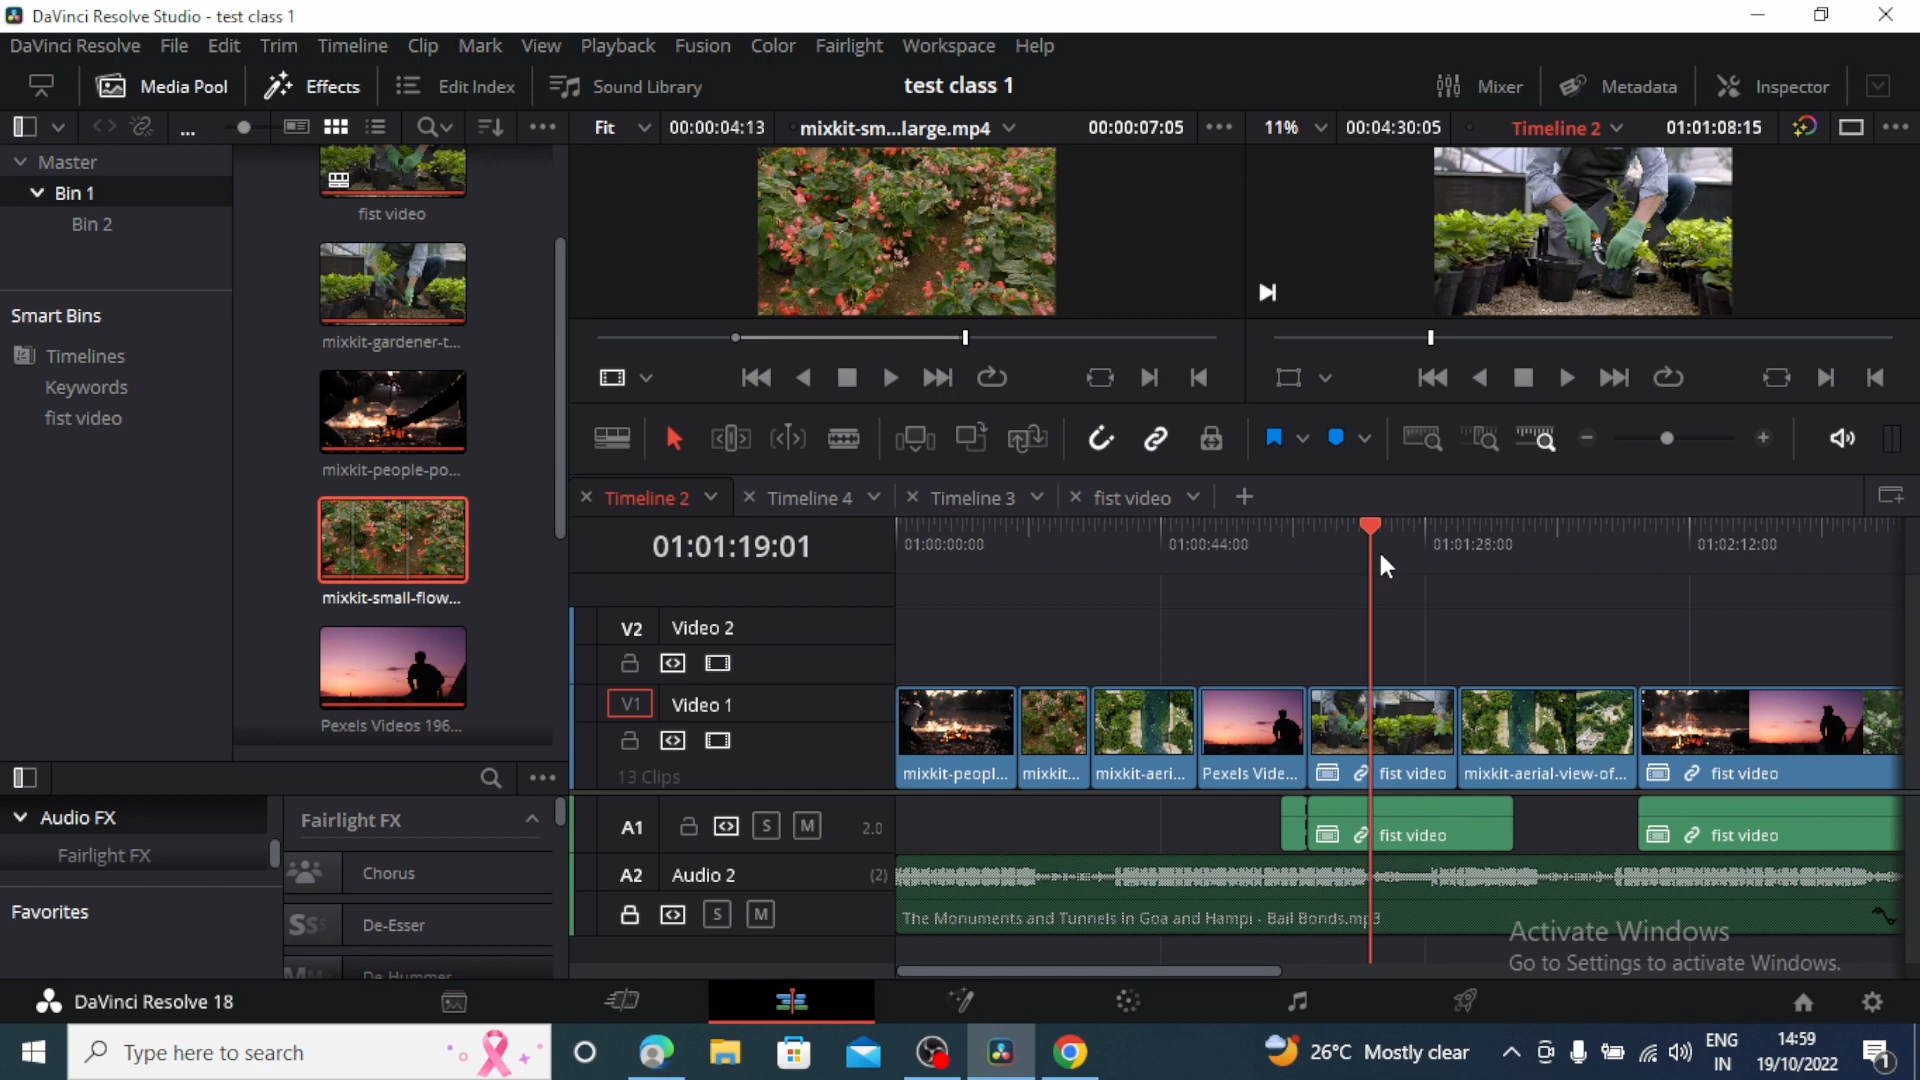 DaVinci Resolve Studio - test class 1
DaVinci Resolve File Edit Trim Timeline Clip Mark View Playback Fusion Color Fairlight Workspace Help
Media Pool Effects Edit Index Sound Library test class 1 Mixer Metadata Inspector
... Fit 00:00:04:13 mixkit-sm...large.mp4 00:00:07:05 11% 00:04:30:05 Timeline 2 01:01:08:15
Master
Bin 1
Bin 2
Smart Bins
Timelines
Keywords
fist video
fist video
mixkit-gardener-t...
mixkit-people-po...
mixkit-small-flow...
Pexels Videos 196...
Timeline 2 Timeline 4 Timeline 3 fist video
01:01:19:01
01:00:00:00 01:00:44:00 01:01:28:00 01:02:12:00
V2 Video 2
V1 Video 1
13 Clips
mixkit-peopl... mixkit... mixkit-aeri... Pexels Vide... fist video mixkit-aerial-view-of... fist video
A1 S M 2.0
fist video fist video
A2 Audio 2 (2)
S M
The Monuments and Tunnels In Goa and Hampi - Bail Bonds.mp3
Audio FX
Fairlight FX
Favorites
Fairlight FX
Chorus
De-Esser
De-Hummer
Activate Windows
Go to Settings to activate Windows.
DaVinci Resolve 18
Type here to search
26°C Mostly clear
ENG
IN
14:59
19/10/2022
1